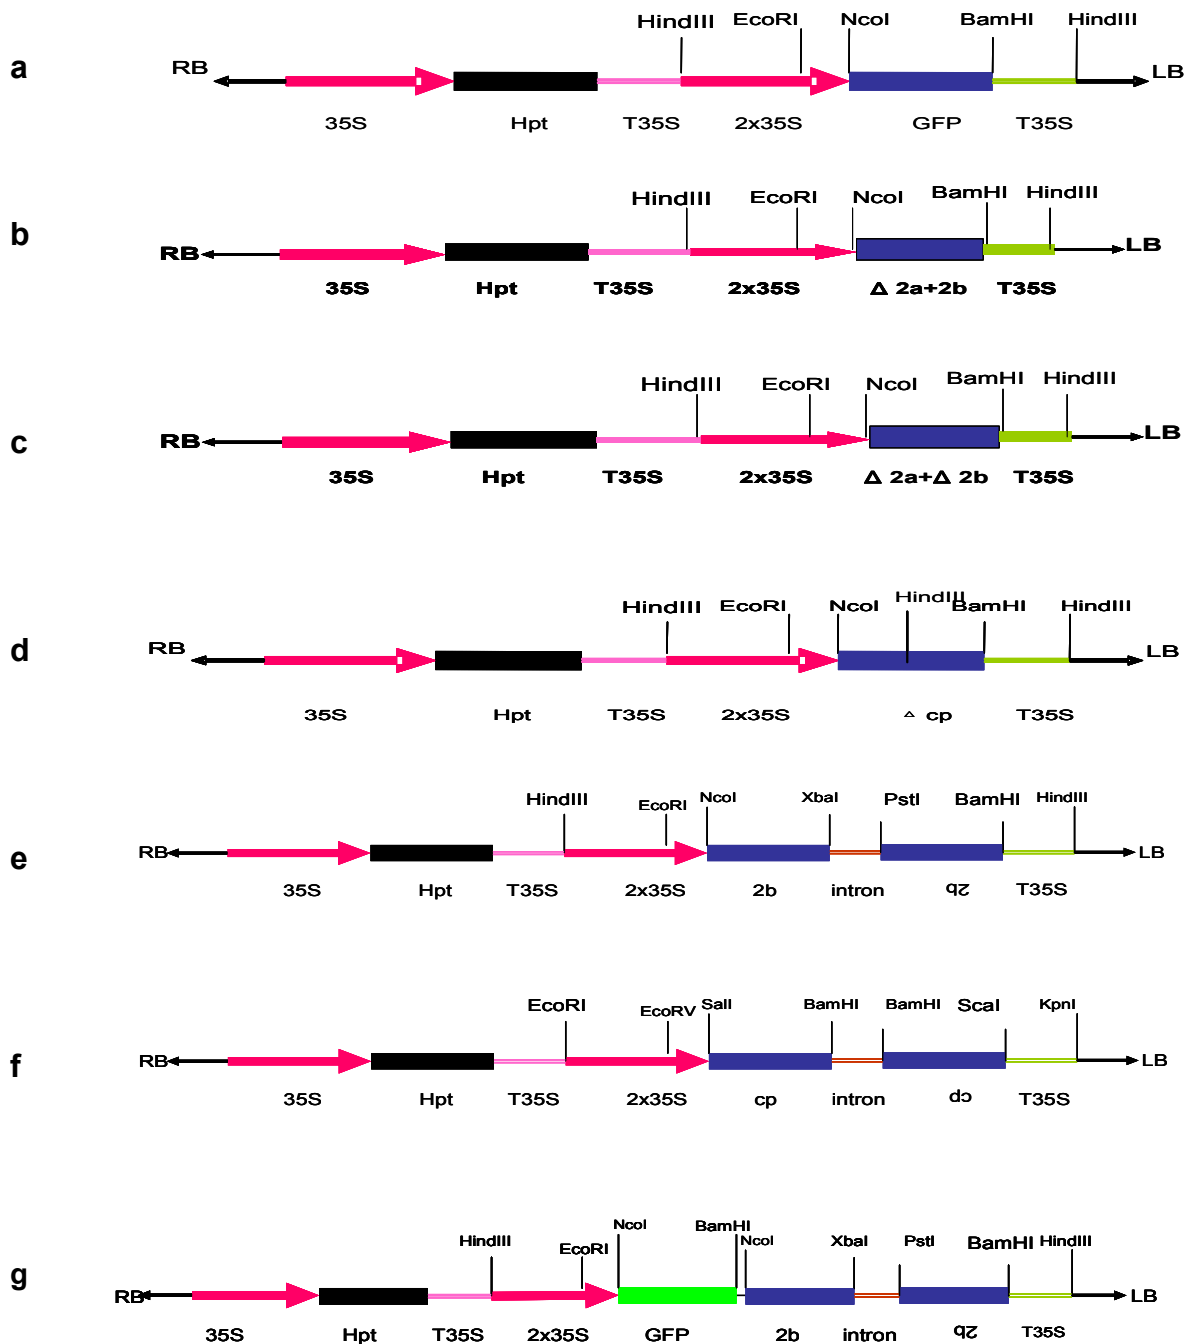 a
HindIII EcoRI NcoI BamHI HindIII
RB LB
35S Hpt T35S 2x35S GFP T35S
b
HindIII EcoRI NcoI BamHI HindIII
RB LB
35S Hpt T35S 2x35S Δ 2a+2b T35S
c
HindIII EcoRI NcoI BamHI HindIII
RB LB
35S Hpt T35S 2x35S Δ 2a+Δ 2b T35S
d
HindIII EcoRI NcoI HindIII BamHI HindIII
RB LB
35S Hpt T35S 2x35S Δ cp T35S
e
HindIII EcoRI NcoI XbaI PstI BamHI HindIII
RB LB
35S Hpt T35S 2x35S 2b intron 2b T35S
f
EcoRI EcoRV SalI BamHI BamHI ScaI KpnI
RB LB
35S Hpt T35S 2x35S cp intron cp T35S
g
HindIII EcoRI NcoI BamHI NcoI XbaI PstI BamHI HindIII
RB LB
35S Hpt T35S 2x35S GFP 2b intron 2b T35S